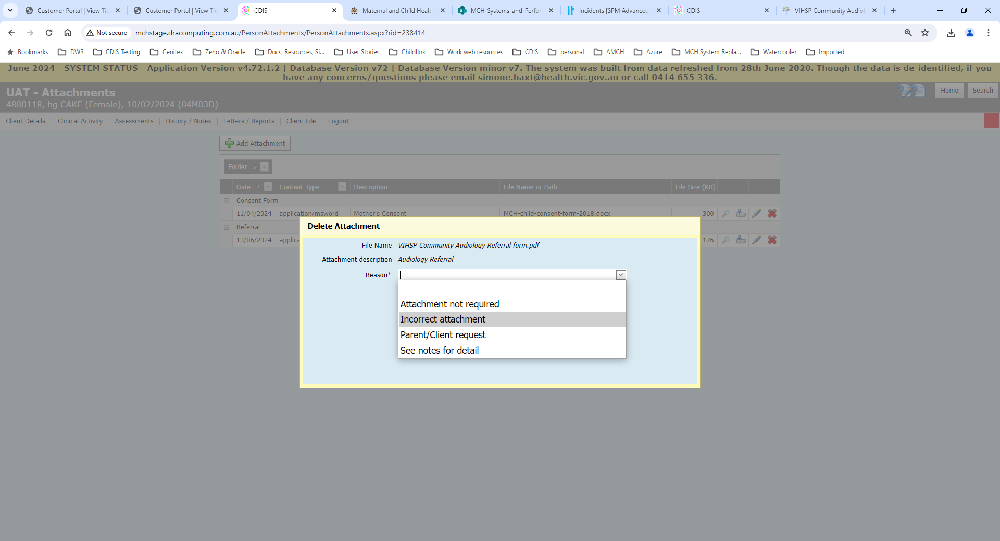 Customer Portal | View Tic
Customer Portal | View Tic
CDIS
Maternal and Child Health
MCH-Systems-and-Perfor
Incidents [SPM Advanced
CDIS
VIHSP Community Audiol
Not secure
mchstage.dracomputing.com.au/PersonAttachments/PersonAttachments.aspx?rid=238414
Bookmarks
DWS
CDIS Testing
Cenitex
Zeno & Oracle
Docs, Resources, Si...
User Stories
ChildlInk
Work web resources
CDIS
personal
AMCH
Azure
MCH System Repla...
Watercooler
Imported
June 2024 - SYSTEM STATUS - Application Version v4.72.1.2 | Database Version v72 | Database Version minor v7. The system was built from data refreshed from 28th June 2020. Though the data is de-identified, if you
have any concerns/questions please email simone.baxt@health.vic.gov.au or call 0414 655 336.
UAT - Attachments
4800118, bg CAKE (Female), 10/02/2024 (04M03D)
Home
Search
Client Details
Clinical Activity
Assessments
History / Notes
Letters / Reports
Client File
Logout
Add Attachment
Folder
Date
Content Type
Description
File Name or Path
File Size (KB)
Consent Form
11/04/2024
application/msword
Mother's Consent
MCH-child-consent-form-2018.docx
300
Referral
13/06/2024
applica
176
Delete Attachment
File Name
VIHSP Community Audiology Referral form.pdf
Attachment description
Audiology Referral
Reason*
Attachment not required
Incorrect attachment
Parent/Client request
See notes for detail